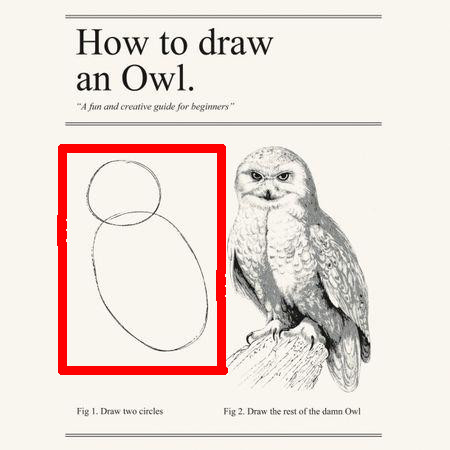 How to draw
an Owl.
“A fun and creative guide for beginners”
Fig 1. Draw two circles
Fig 2. Draw the rest of the damn Owl